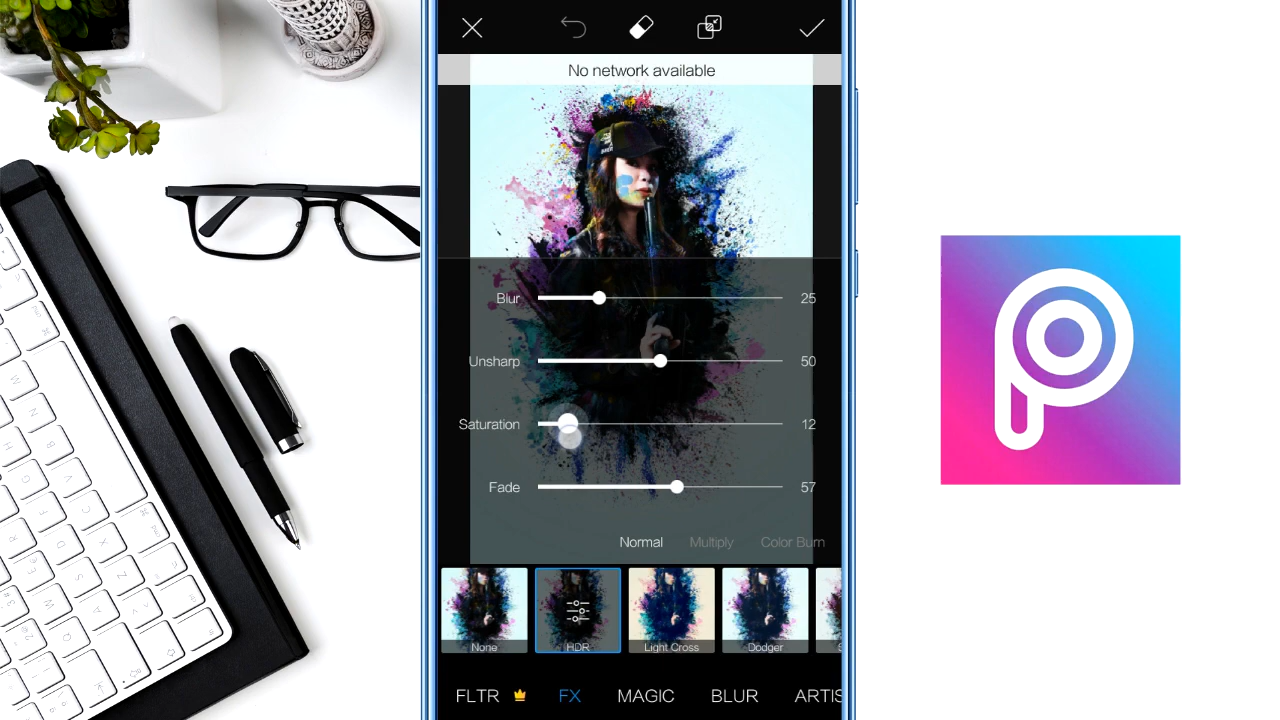 No network available
Blur 25
Unsharp 50
Saturation 12
Fade 57
Normal Multiply Color Burn
None HDR Light Cross Dodger
FLTR FX MAGIC BLUR ARTIS